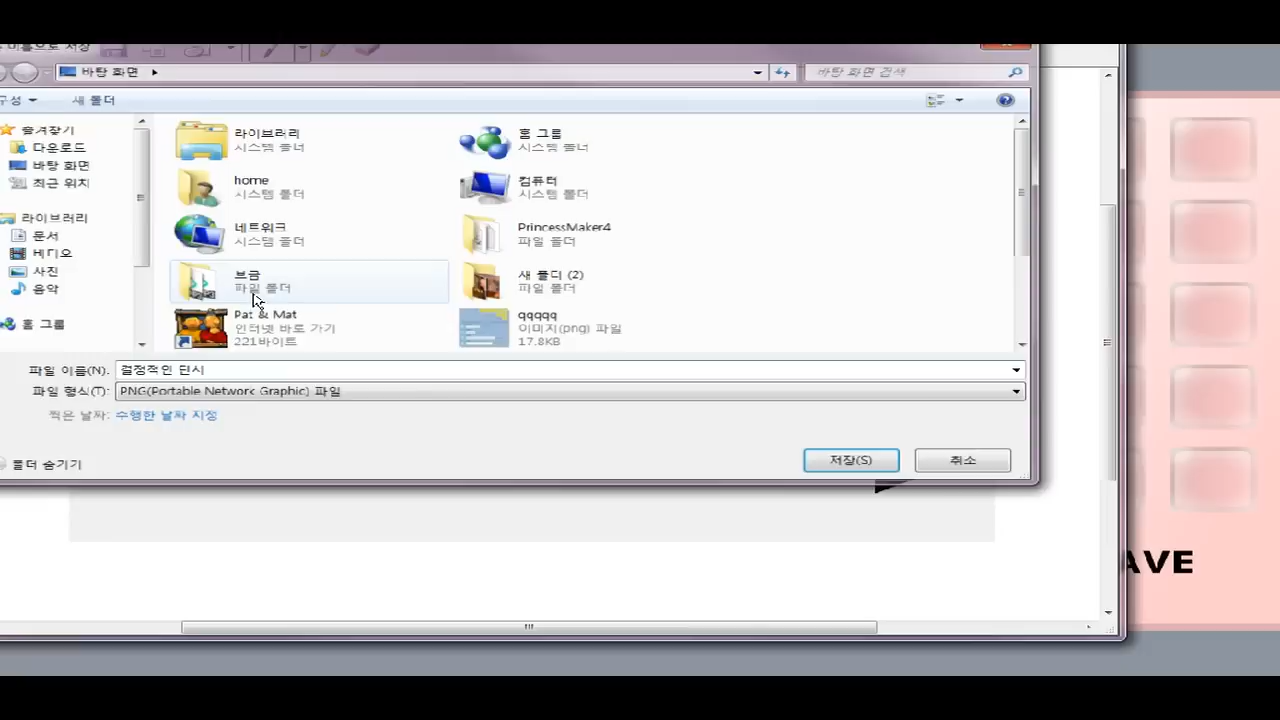 이름으로 저장
바탕 화면
바탕 화면 검색
구성
새 폴더
즐겨찾기
다운로드
바탕 화면
최근 위치
라이브러리
문서
비디오
사진
음악
홈 그룹
라이브러리
시스템 폴더
홈 그룹
시스템 폴더
home
시스템 폴더
컴퓨터
시스템 폴더
네트워크
시스템 폴더
PrincessMaker4
파일 폴더
브금
파일 폴더
새 폴더 (2)
파일 폴더
Pat & Mat
인터넷 바로 가기
221바이트
qqqqq
이미지(png) 파일
17.8KB
파일 이름(N):
결정적인 단시
파일 형식(T):
PNG(Portable Network Graphic) 파일
찍은 날짜: 수행한 날짜 지정
폴더 숨기기
저장(S)
취소
AVE